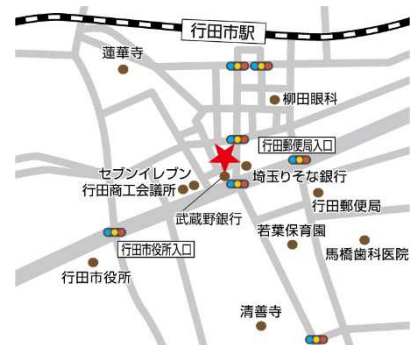 行田市駅
蓮華寺
柳田眼科
行田郵便局入口
セブンイレブン
行田商工会議所
埼玉りそな銀行
武蔵野銀行
行田郵便局
行田市役所入口
若葉保育園
馬橋歯科医院
行田市役所
清善寺